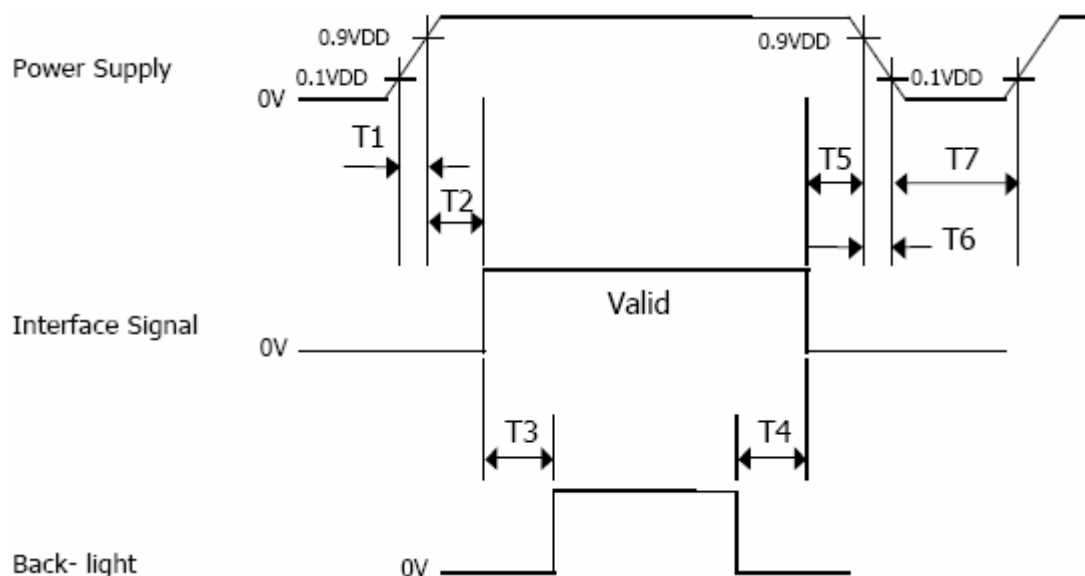 0.9VDD 0.9VDD
Power Supply 0.1VDD 0.1VDD
0V
T1 T5 T7
T2
T6
Valid
Interface Signal
0V
T3 T4
Back- light 0V